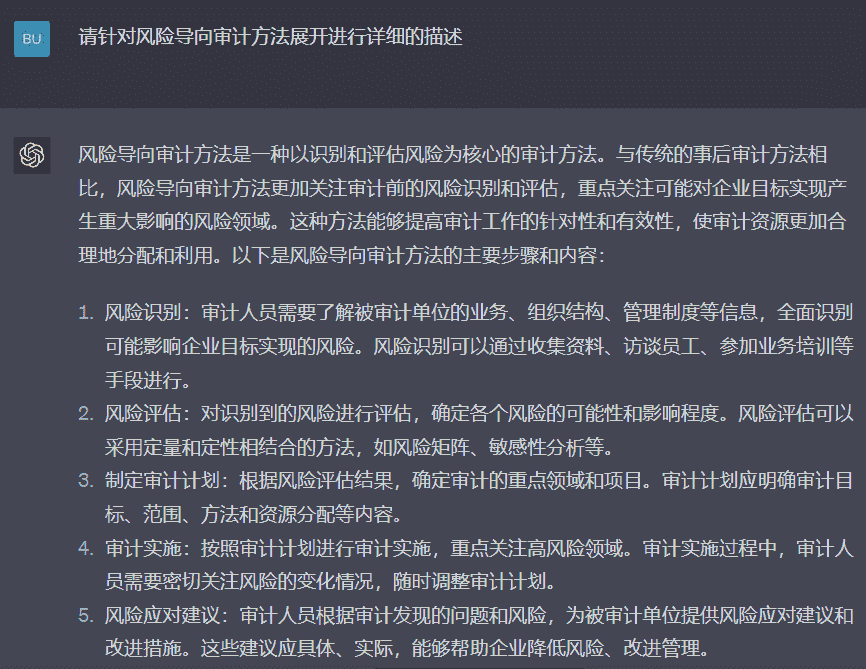 BU
请针对风险导向审计方法展开进行详细的描述
风险导向审计方法是一种以识别和评估风险为核心的审计方法。与传统的事后审计方法相
比，风险导向审计方法更加关注审计前的风险识别和评估，重点关注可能对企业目标实现产
生重大影响的风险领域。这种方法能够提高审计工作的针对性和有效性，使审计资源更加合
理地分配和利用。以下是风险导向审计方法的主要步骤和内容：
1. 风险识别：审计人员需要了解被审计单位的业务、组织结构、管理制度等信息，全面识别
可能影响企业目标实现的风险。风险识别可以通过收集资料、访谈员工、参加业务培训等
手段进行。
2. 风险评估：对识别到的风险进行评估，确定各个风险的可能性和影响程度。风险评估可以
采用定量和定性相结合的方法，如风险矩阵、敏感性分析等。
3. 制定审计计划：根据风险评估结果，确定审计的重点领域和项目。审计计划应明确审计目
标、范围、方法和资源分配等内容。
4. 审计实施：按照审计计划进行审计实施，重点关注高风险领域。审计实施过程中，审计人
员需要密切关注风险的变化情况，随时调整审计计划。
5. 风险应对建议：审计人员根据审计发现的问题和风险，为被审计单位提供风险应对建议和
改进措施。这些建议应具体、实际，能够帮助企业降低风险、改进管理。